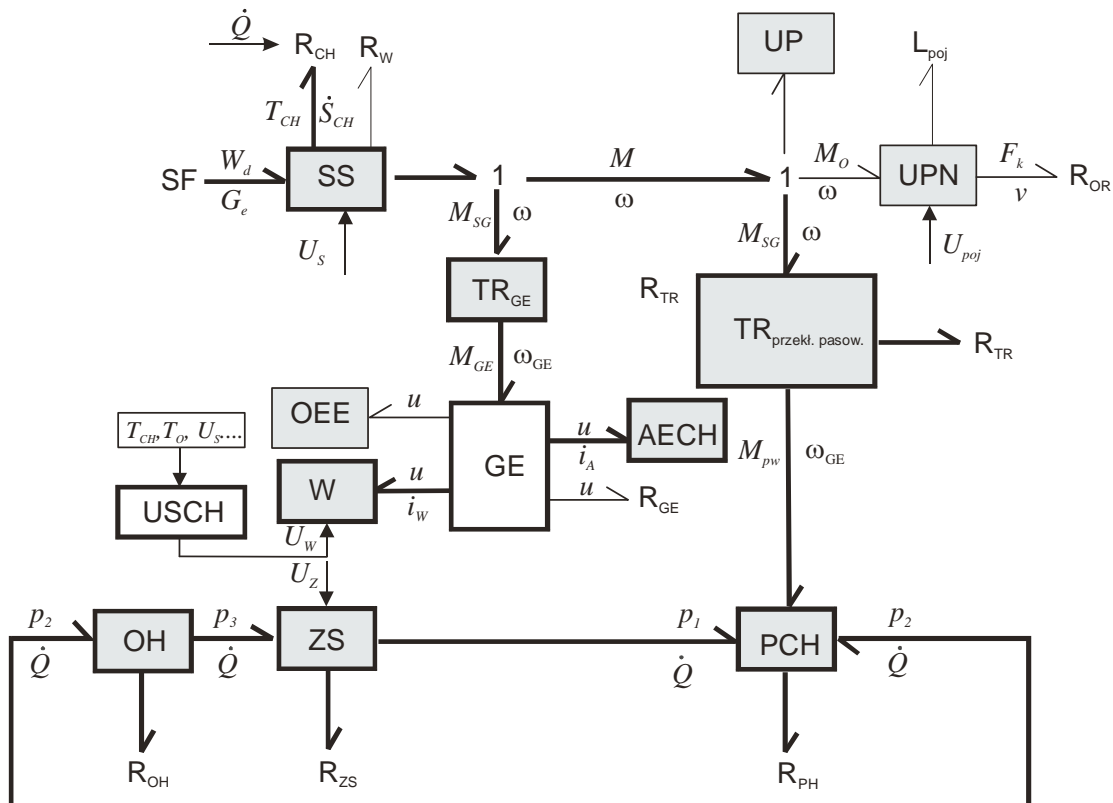 Q̇
R_CH
R_W
UP
L_poj
T_CH
Ṡ_CH
SF
W_d
G_e
SS
1
M
ω
1
M_O
ω
UPN
F_k
v
R_OR
U_S
M_SG
ω
M_SG
ω
U_poj
TR_GE
R_TR
TR_przekł. pasow.
R_TR
M_GE
ω_GE
OEE
u
T_CH, T_O, U_S....
GE
u
i_A
AECH
M_pw
ω_GE
USCH
W
u
i_W
u
R_GE
U_W
U_Z
p_2
Q̇
OH
p_3
Q̇
ZS
p_1
Q̇
PCH
p_2
Q̇
R_OH
R_ZS
R_PH